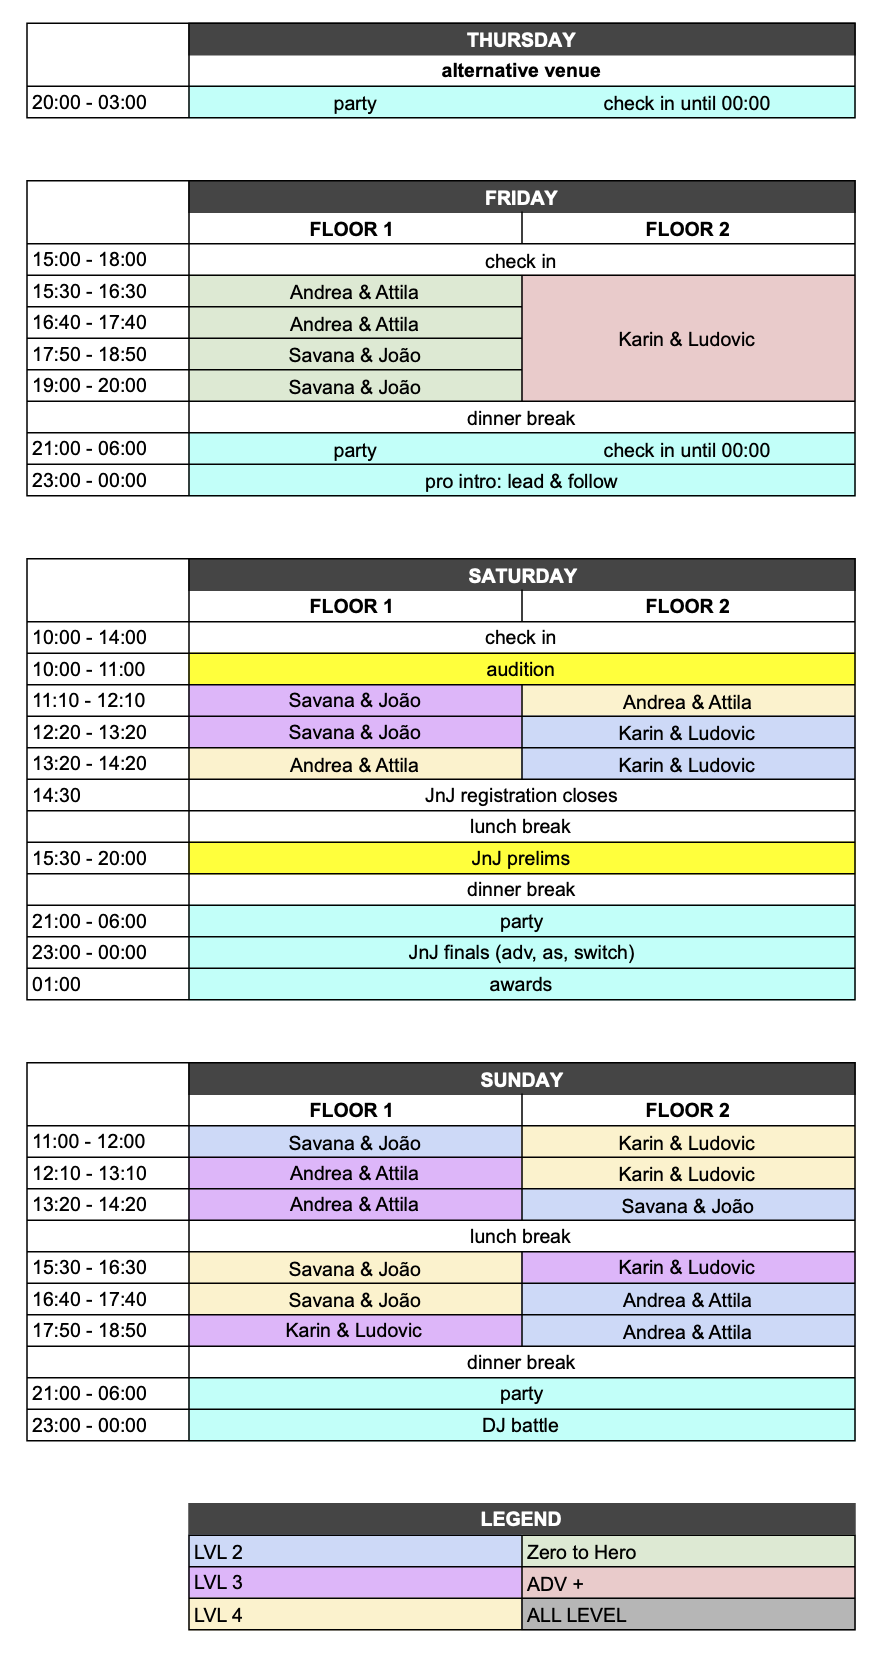 THURSDAY
alternative venue
20:00 - 03:00 party check in until 00:00
FRIDAY
FLOOR 1 FLOOR 2
15:00 - 18:00 check in
15:30 - 16:30 Andrea & Attila
16:40 - 17:40 Andrea & Attila
Karin & Ludovic
17:50 - 18:50 Savana & João
19:00 - 20:00 Savana & João
dinner break
21:00 - 06:00 party check in until 00:00
23:00 - 00:00 pro intro: lead & follow
SATURDAY
FLOOR 1 FLOOR 2
10:00 - 14:00 check in
10:00 - 11:00 audition
11:10 - 12:10 Savana & João Andrea & Attila
12:20 - 13:20 Savana & João Karin & Ludovic
13:20 - 14:20 Andrea & Attila Karin & Ludovic
14:30 JnJ registration closes
lunch break
15:30 - 20:00 JnJ prelims
dinner break
21:00 - 06:00 party
23:00 - 00:00 JnJ finals (adv, as, switch)
01:00 awards
SUNDAY
FLOOR 1 FLOOR 2
11:00 - 12:00 Savana & João Karin & Ludovic
12:10 - 13:10 Andrea & Attila Karin & Ludovic
13:20 - 14:20 Andrea & Attila Savana & João
lunch break
15:30 - 16:30 Savana & João Karin & Ludovic
16:40 - 17:40 Savana & João Andrea & Attila
17:50 - 18:50 Karin & Ludovic Andrea & Attila
dinner break
21:00 - 06:00 party
23:00 - 00:00 DJ battle
LEGEND
LVL 2 Zero to Hero
LVL 3 ADV +
LVL 4 ALL LEVEL